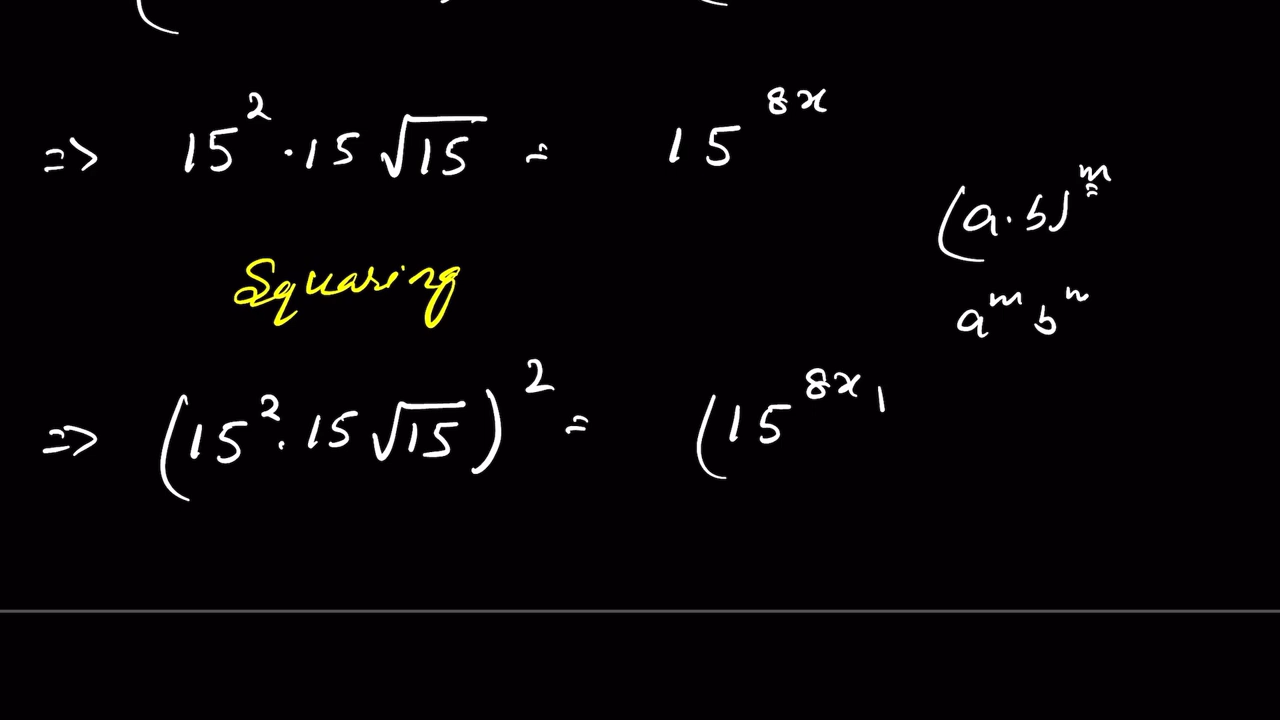 => 15² · 15 √15 = 15^{8x}
(a · b)^m =
Squaring
a^m b^n
=> (15² · 15 √15)² = (15^{8x}